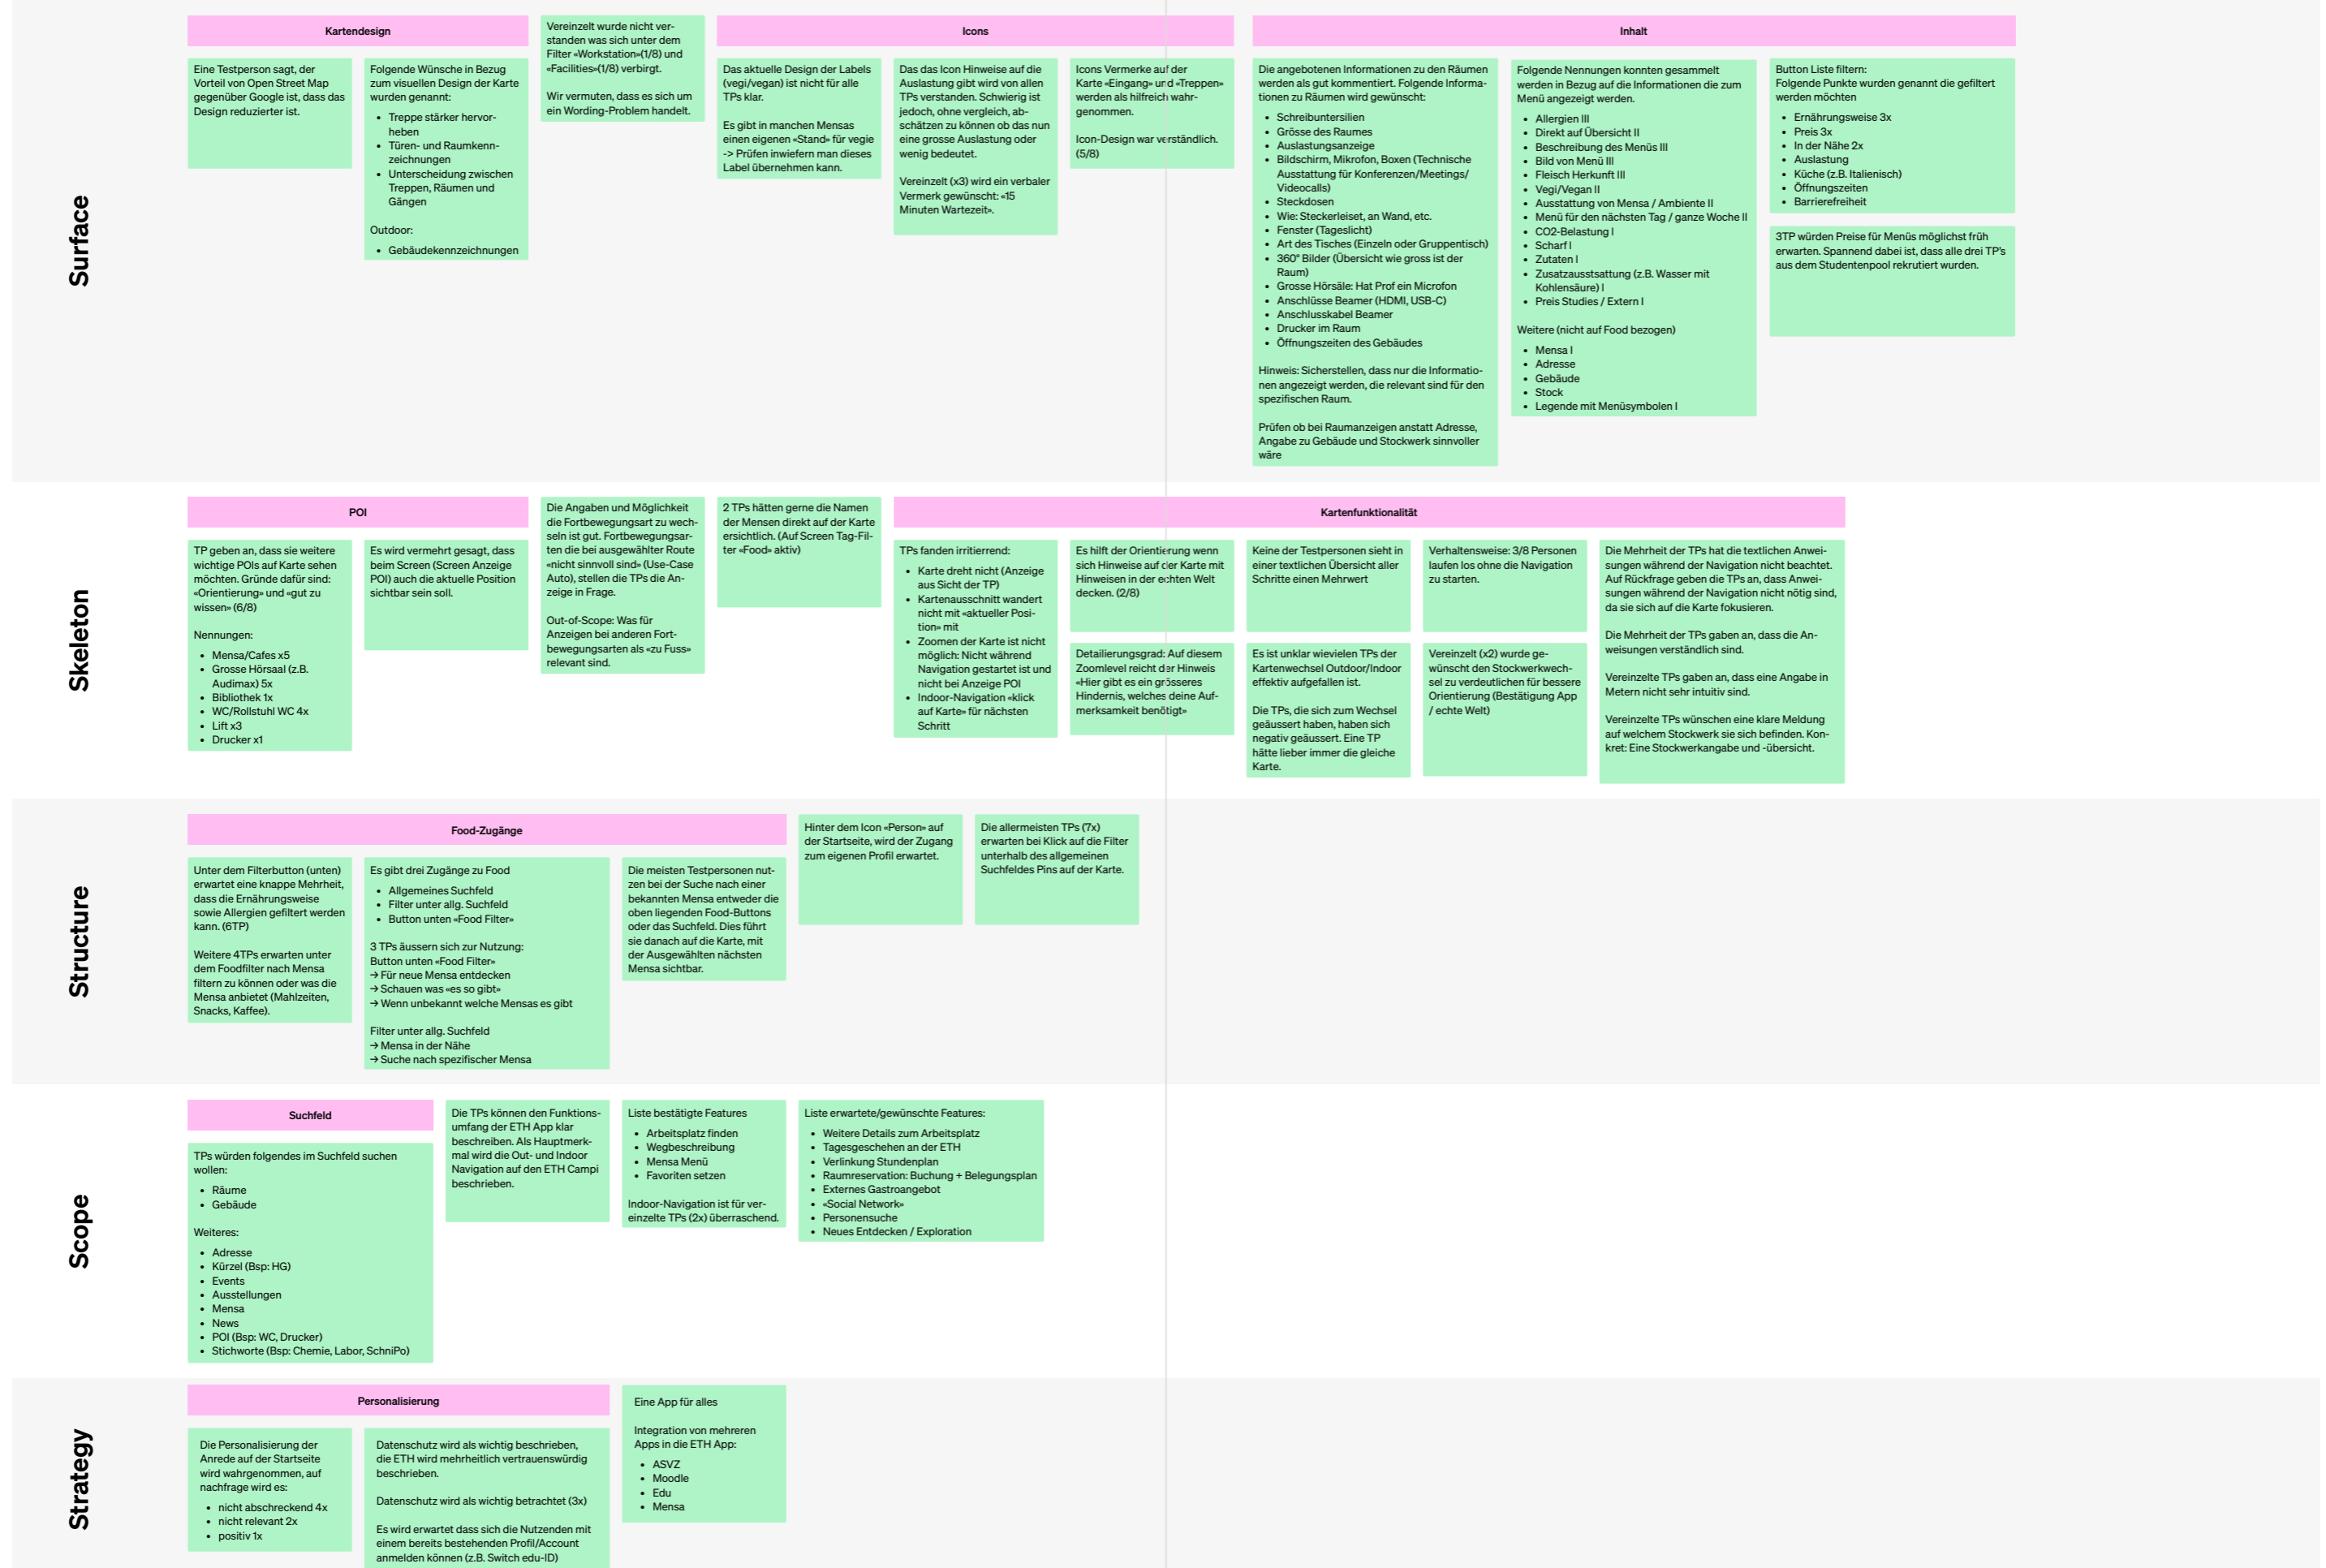 Surface
Kartendesign
Eine Testperson sagt, der
Vorteil von Open Street Map
gegenüber Google ist, dass das
Design reduzierter ist.
Folgende Wünsche in Bezug
zum visuellen Design der Karte
wurden genannt:
• Treppe stärker hervor-
heben
• Türen- und Raumkenn-
zeichnungen
• Unterscheidung zwischen
Treppen, Räumen und
Gängen
Outdoor:
• Gebäudekennzeichnungen
Vereinzelt wurde nicht ver-
standen was sich unter dem
Filter «Workstation»(1/8) und
«Facilities»(1/8) verbirgt.
Wir vermuten, dass es sich um
ein Wording-Problem handelt.
Icons
Das aktuelle Design der Labels
(vegi/vegan) ist nicht für alle
TPs klar.
Es gibt in manchen Mensas
einen eigenen «Stand» für vegie
-> Prüfen inwiefern man dieses
Label übernehmen kann.
Das das Icon Hinweise auf die
Auslastung gibt wird von allen
TPs verstanden. Schwierig ist
jedoch, ohne vergleich, ab-
schätzen zu können ob das nun
eine grosse Auslastung oder
wenig bedeutet.
Vereinzelt (x3) wird ein verbaler
Vermerk gewünscht: «15
Minuten Wartezeit».
Icons Vermerke auf der
Karte «Eingang» und «Treppen»
werden als hilfreich wahr-
genommen.
Icon-Design war verständlich.
(5/8)
Inhalt
Die angebotenen Informationen zu den Räumen
werden als gut kommentiert. Folgende Informa-
tionen zu Räumen wird gewünscht:
• Schreibuntersilien
• Grösse des Raumes
• Auslastungsanzeige
• Bildschirm, Mikrofon, Boxen (Technische
Ausstattung für Konferenzen/Meetings/
Videocalls)
• Steckdosen
• Wie: Steckerleiset, an Wand, etc.
• Fenster (Tageslicht)
• Art des Tisches (Einzeln oder Gruppentisch)
• 360° Bilder (Übersicht wie gross ist der
Raum)
• Grosse Hörsäle: Hat Prof ein Microfon
• Anschlüsse Beamer (HDMI, USB-C)
• Anschlusskabel Beamer
• Drucker im Raum
• Öffnungszeiten des Gebäudes
Hinweis: Sicherstellen, dass nur die Informatio-
nen angezeigt werden, die relevant sind für den
spezifischen Raum.
Prüfen ob bei Raumanzeigen anstatt Adresse,
Angabe zu Gebäude und Stockwerk sinnvoller
wäre
Folgende Nennungen konnten gesammelt
werden in Bezug auf die Informationen die zum
Menü angezeigt werden.
• Allergien III
• Direkt auf Übersicht II
• Beschreibung des Menüs III
• Bild von Menü III
• Fleisch Herkunft III
• Vegi/Vegan II
• Ausstattung von Mensa / Ambiente II
• Menü für den nächsten Tag / ganze Woche II
• CO2-Belastung I
• Scharf I
• Zutaten I
• Zusatzausstsattung (z.B. Wasser mit
Kohlensäure) I
• Preis Studies / Extern I
Weitere (nicht auf Food bezogen)
• Mensa I
• Adresse
• Gebäude
• Stock
• Legende mit Menüsymbolen I
Button Liste filtern:
Folgende Punkte wurden genannt die gefiltert
werden möchten
• Ernährungsweise 3x
• Preis 3x
• In der Nähe 2x
• Auslastung
• Küche (z.B. Italienisch)
• Öffnungszeiten
• Barrierefreiheit
3TP würden Preise für Menüs möglichst früh
erwarten. Spannend dabei ist, dass alle drei TP's
aus dem Studentenpool rekrutiert wurden.
Skeleton
POI
TP geben an, dass sie weitere
wichtige POIs auf Karte sehen
möchten. Gründe dafür sind:
«Orientierung» und «gut zu
wissen» (6/8)
Nennungen:
• Mensa/Cafes x5
• Grosse Hörsaal (z.B.
Audimax) 5x
• Bibliothek 1x
• WC/Rollstuhl WC 4x
• Lift x3
• Drucker x1
Es wird vermehrt gesagt, dass
beim Screen (Screen Anzeige
POI) auch die aktuelle Position
sichtbar sein soll.
Die Angaben und Möglichkeit
die Fortbewegungsart zu wech-
seln ist gut. Fortbewegungsar-
ten die bei ausgewählter Route
«nicht sinnvoll sind» (Use-Case
Auto), stellen die TPs die An-
zeige in Frage.
Out-of-Scope: Was für
Anzeigen bei anderen Fort-
bewegungsarten als «zu Fuss»
relevant sind.
2 TPs hätten gerne die Namen
der Mensen direkt auf der Karte
ersichtlich. (Auf Screen Tag-Fil-
ter «Food» aktiv)
Kartenfunktionalität
TPs fanden irritierrend:
• Karte dreht nicht (Anzeige
aus Sicht der TP)
• Kartenausschnitt wandert
nicht mit «aktueller Posi-
tion» mit
• Zoomen der Karte ist nicht
möglich: Nicht während
Navigation gestartet ist und
nicht bei Anzeige POI
• Indoor-Navigation «klick
auf Karte» für nächsten
Schritt
Es hilft der Orientierung wenn
sich Hinweise auf der Karte mit
Hinweisen in der echten Welt
decken. (2/8)
Detailierungsgrad: Auf diesem
Zoomlevel reicht der Hinweis
«Hier gibt es ein grösseres
Hindernis, welches deine Auf-
merksamkeit benötigt»
Keine der Testpersonen sieht in
einer textlichen Übersicht aller
Schritte einen Mehrwert
Es ist unklar wievielen TPs der
Kartenwechsel Outdoor/Indoor
effektiv aufgefallen ist.
Die TPs, die sich zum Wechsel
geäussert haben, haben sich
negativ geäussert. Eine TP
hätte lieber immer die gleiche
Karte.
Verhaltensweise: 3/8 Personen
laufen los ohne die Navigation
zu starten.
Vereinzelt (x2) wurde ge-
wünscht den Stockwerkwech-
sel zu verdeutlichen für bessere
Orientierung (Bestätigung App
/ echte Welt)
Die Mehrheit der TPs hat die textlichen Anwei-
sungen während der Navigation nicht beachtet.
Auf Rückfrage geben die TPs an, dass Anwei-
sungen während der Navigation nicht nötig sind,
da sie sich auf die Karte fokusieren.
Die Mehrheit der TPs gaben an, dass die An-
weisungen verständlich sind.
Vereinzelte TPs gaben an, dass eine Angabe in
Metern nicht sehr intuitiv sind.
Vereinzelte TPs wünschen eine klare Meldung
auf welchem Stockwerk sie sich befinden. Kon-
kret: Eine Stockwerkangabe und -übersicht.
Structure
Food-Zugänge
Unter dem Filterbutton (unten)
erwartet eine knappe Mehrheit,
dass die Ernährungsweise
sowie Allergien gefiltert werden
kann. (6TP)
Weitere 4TPs erwarten unter
dem Foodfilter nach Mensa
filtern zu können oder was die
Mensa anbietet (Mahlzeiten,
Snacks, Kaffee).
Es gibt drei Zugänge zu Food
• Allgemeines Suchfeld
• Filter unter allg. Suchfeld
• Button unten «Food Filter»
3 TPs äussern sich zur Nutzung:
Button unten «Food Filter»
→ Für neue Mensa entdecken
→ Schauen was «es so gibt»
→ Wenn unbekannt welche Mensas es gibt
Filter unter allg. Suchfeld
→ Mensa in der Nähe
→ Suche nach spezifischer Mensa
Die meisten Testpersonen nut-
zen bei der Suche nach einer
bekannten Mensa entweder die
oben liegenden Food-Buttons
oder das Suchfeld. Dies führt
sie danach auf die Karte, mit
der Ausgewählten nächsten
Mensa sichtbar.
Hinter dem Icon «Person» auf
der Startseite, wird der Zugang
zum eigenen Profil erwartet.
Die allermeisten TPs (7x)
erwarten bei Klick auf die Filter
unterhalb des allgemeinen
Suchfeldes Pins auf der Karte.
Scope
Suchfeld
TPs würden folgendes im Suchfeld suchen
wollen:
• Räume
• Gebäude
Weiteres:
• Adresse
• Kürzel (Bsp: HG)
• Events
• Ausstellungen
• Mensa
• News
• POI (Bsp: WC, Drucker)
• Stichworte (Bsp: Chemie, Labor, SchniPo)
Die TPs können den Funktions-
umfang der ETH App klar
beschreiben. Als Hauptmerk-
mal wird die Out- und Indoor
Navigation auf den ETH Campi
beschrieben.
Liste bestätigte Features
• Arbeitsplatz finden
• Wegbeschreibung
• Mensa Menü
• Favoriten setzen
Indoor-Navigation ist für ver-
einzelte TPs (2x) überraschend.
Liste erwartete/gewünschte Features:
• Weitere Details zum Arbeitsplatz
• Tagesgeschehen an der ETH
• Verlinkung Stundenplan
• Raumreservation: Buchung + Belegungsplan
• Externes Gastroangebot
• «Social Network»
• Personensuche
• Neues Entdecken / Exploration
Strategy
Personalisierung
Die Personalisierung der
Anrede auf der Startseite
wird wahrgenommen, auf
nachfrage wird es:
• nicht abschreckend 4x
• nicht relevant 2x
• positiv 1x
Datenschutz wird als wichtig beschrieben,
die ETH wird mehrheitlich vertrauenswürdig
beschrieben.
Datenschutz wird als wichtig betrachtet (3x)
Es wird erwartet dass sich die Nutzenden mit
einem bereits bestehenden Profil/Account
anmelden können (z.B. Switch edu-ID)
Eine App für alles
Integration von mehreren
Apps in die ETH App:
• ASVZ
• Moodle
• Edu
• Mensa